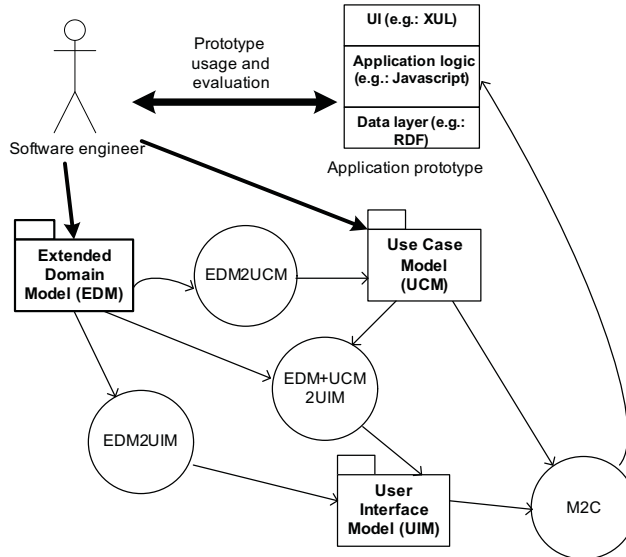 Prototype
usage and
evaluation
UI (e.g.: XUL)
Application logic
(e.g.: Javascript)
Data layer (e.g.:
RDF)
Application prototype
Software engineer
Extended
Domain
Model (EDM)
EDM2UCM
Use Case
Model
(UCM)
EDM+UCM
2UIM
EDM2UIM
User
Interface
Model (UIM)
M2C